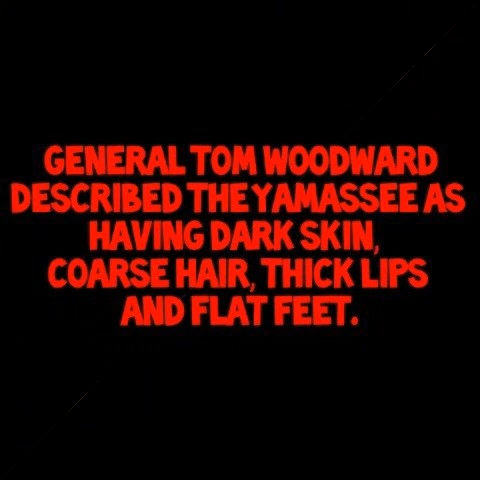 GENERAL TOM WOODWARD
DESCRIBED THE YAMASSEE AS
HAVING DARK SKIN,
COARSE HAIR, THICK LIPS
AND FLAT FEET.